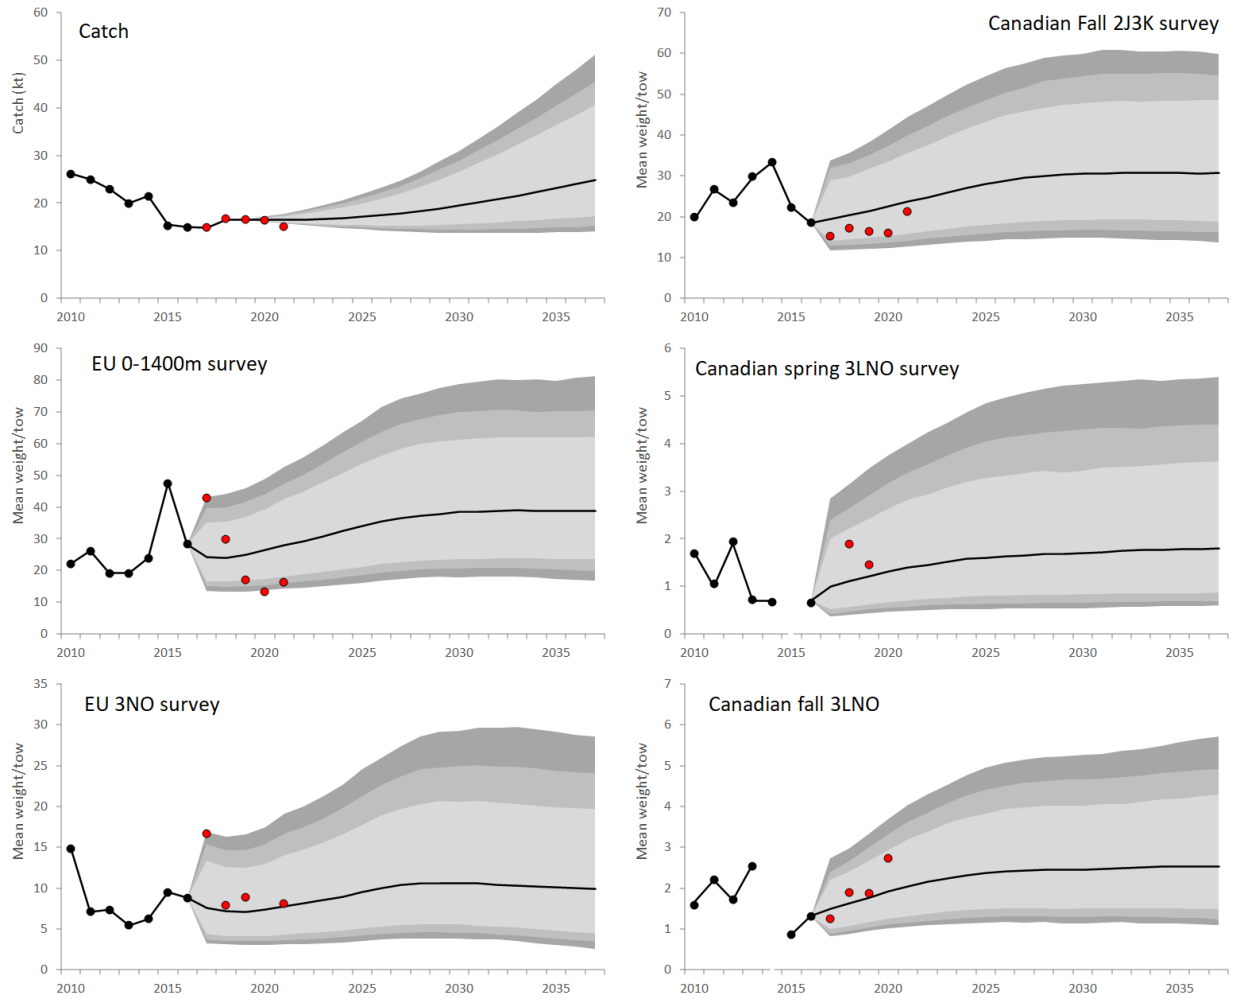 Catch
Catch (kt)
60
50
40
30
20
10
0
2010 2015 2020 2025 2030 2035
Canadian Fall 2J3K survey
Mean weight/tow
70
60
50
40
30
20
10
0
2010 2015 2020 2025 2030 2035
EU 0-1400m survey
Mean weight/tow
90
80
70
60
50
40
30
20
10
0
2010 2015 2020 2025 2030 2035
Canadian spring 3LNO survey
Mean weight/tow
6
5
4
3
2
1
0
2010 2015 2020 2025 2030 2035
EU 3NO survey
Mean weight/tow
35
30
25
20
15
10
5
0
2010 2015 2020 2025 2030 2035
Canadian fall 3LNO
Mean weight/tow
7
6
5
4
3
2
1
0
2010 2015 2020 2025 2030 2035